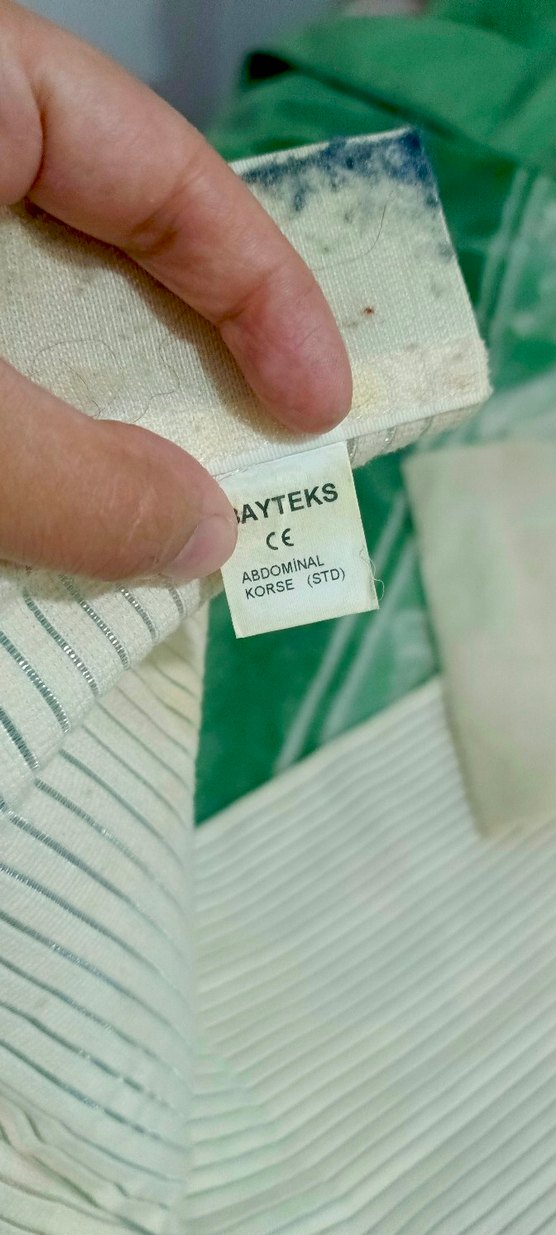 BAYTEKS
CE
ABDOMİNAL
KORSE (STD)